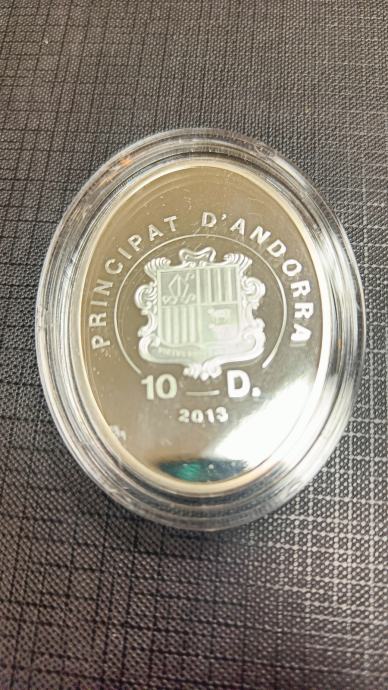 PRINCIPAT D'ANDORRA
10 — D.
2013